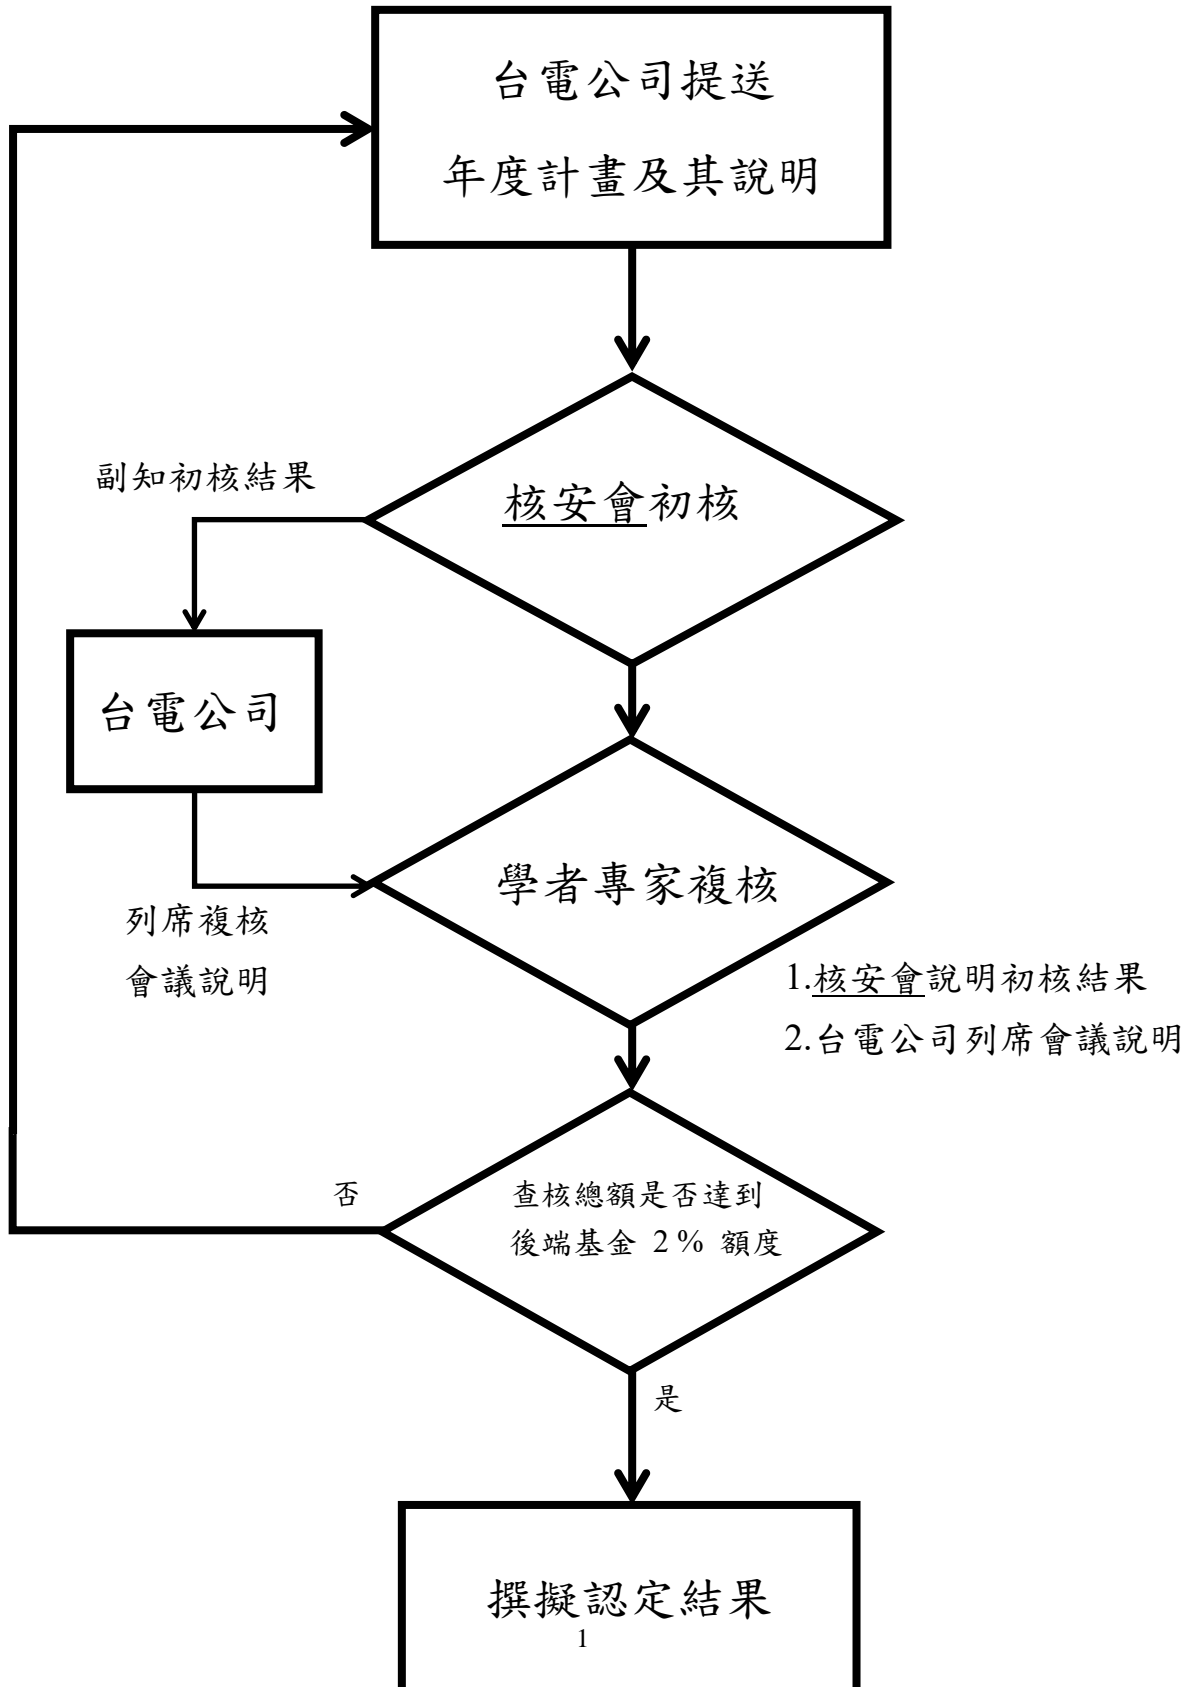 台電公司提送
年度計畫及其說明
副知初核結果
核安會初核
台電公司
學者專家複核
列席複核
會議說明
1.核安會說明初核結果
2.台電公司列席會議說明
否
查核總額是否達到
後端基金 2% 額度
是
撰擬認定結果
1